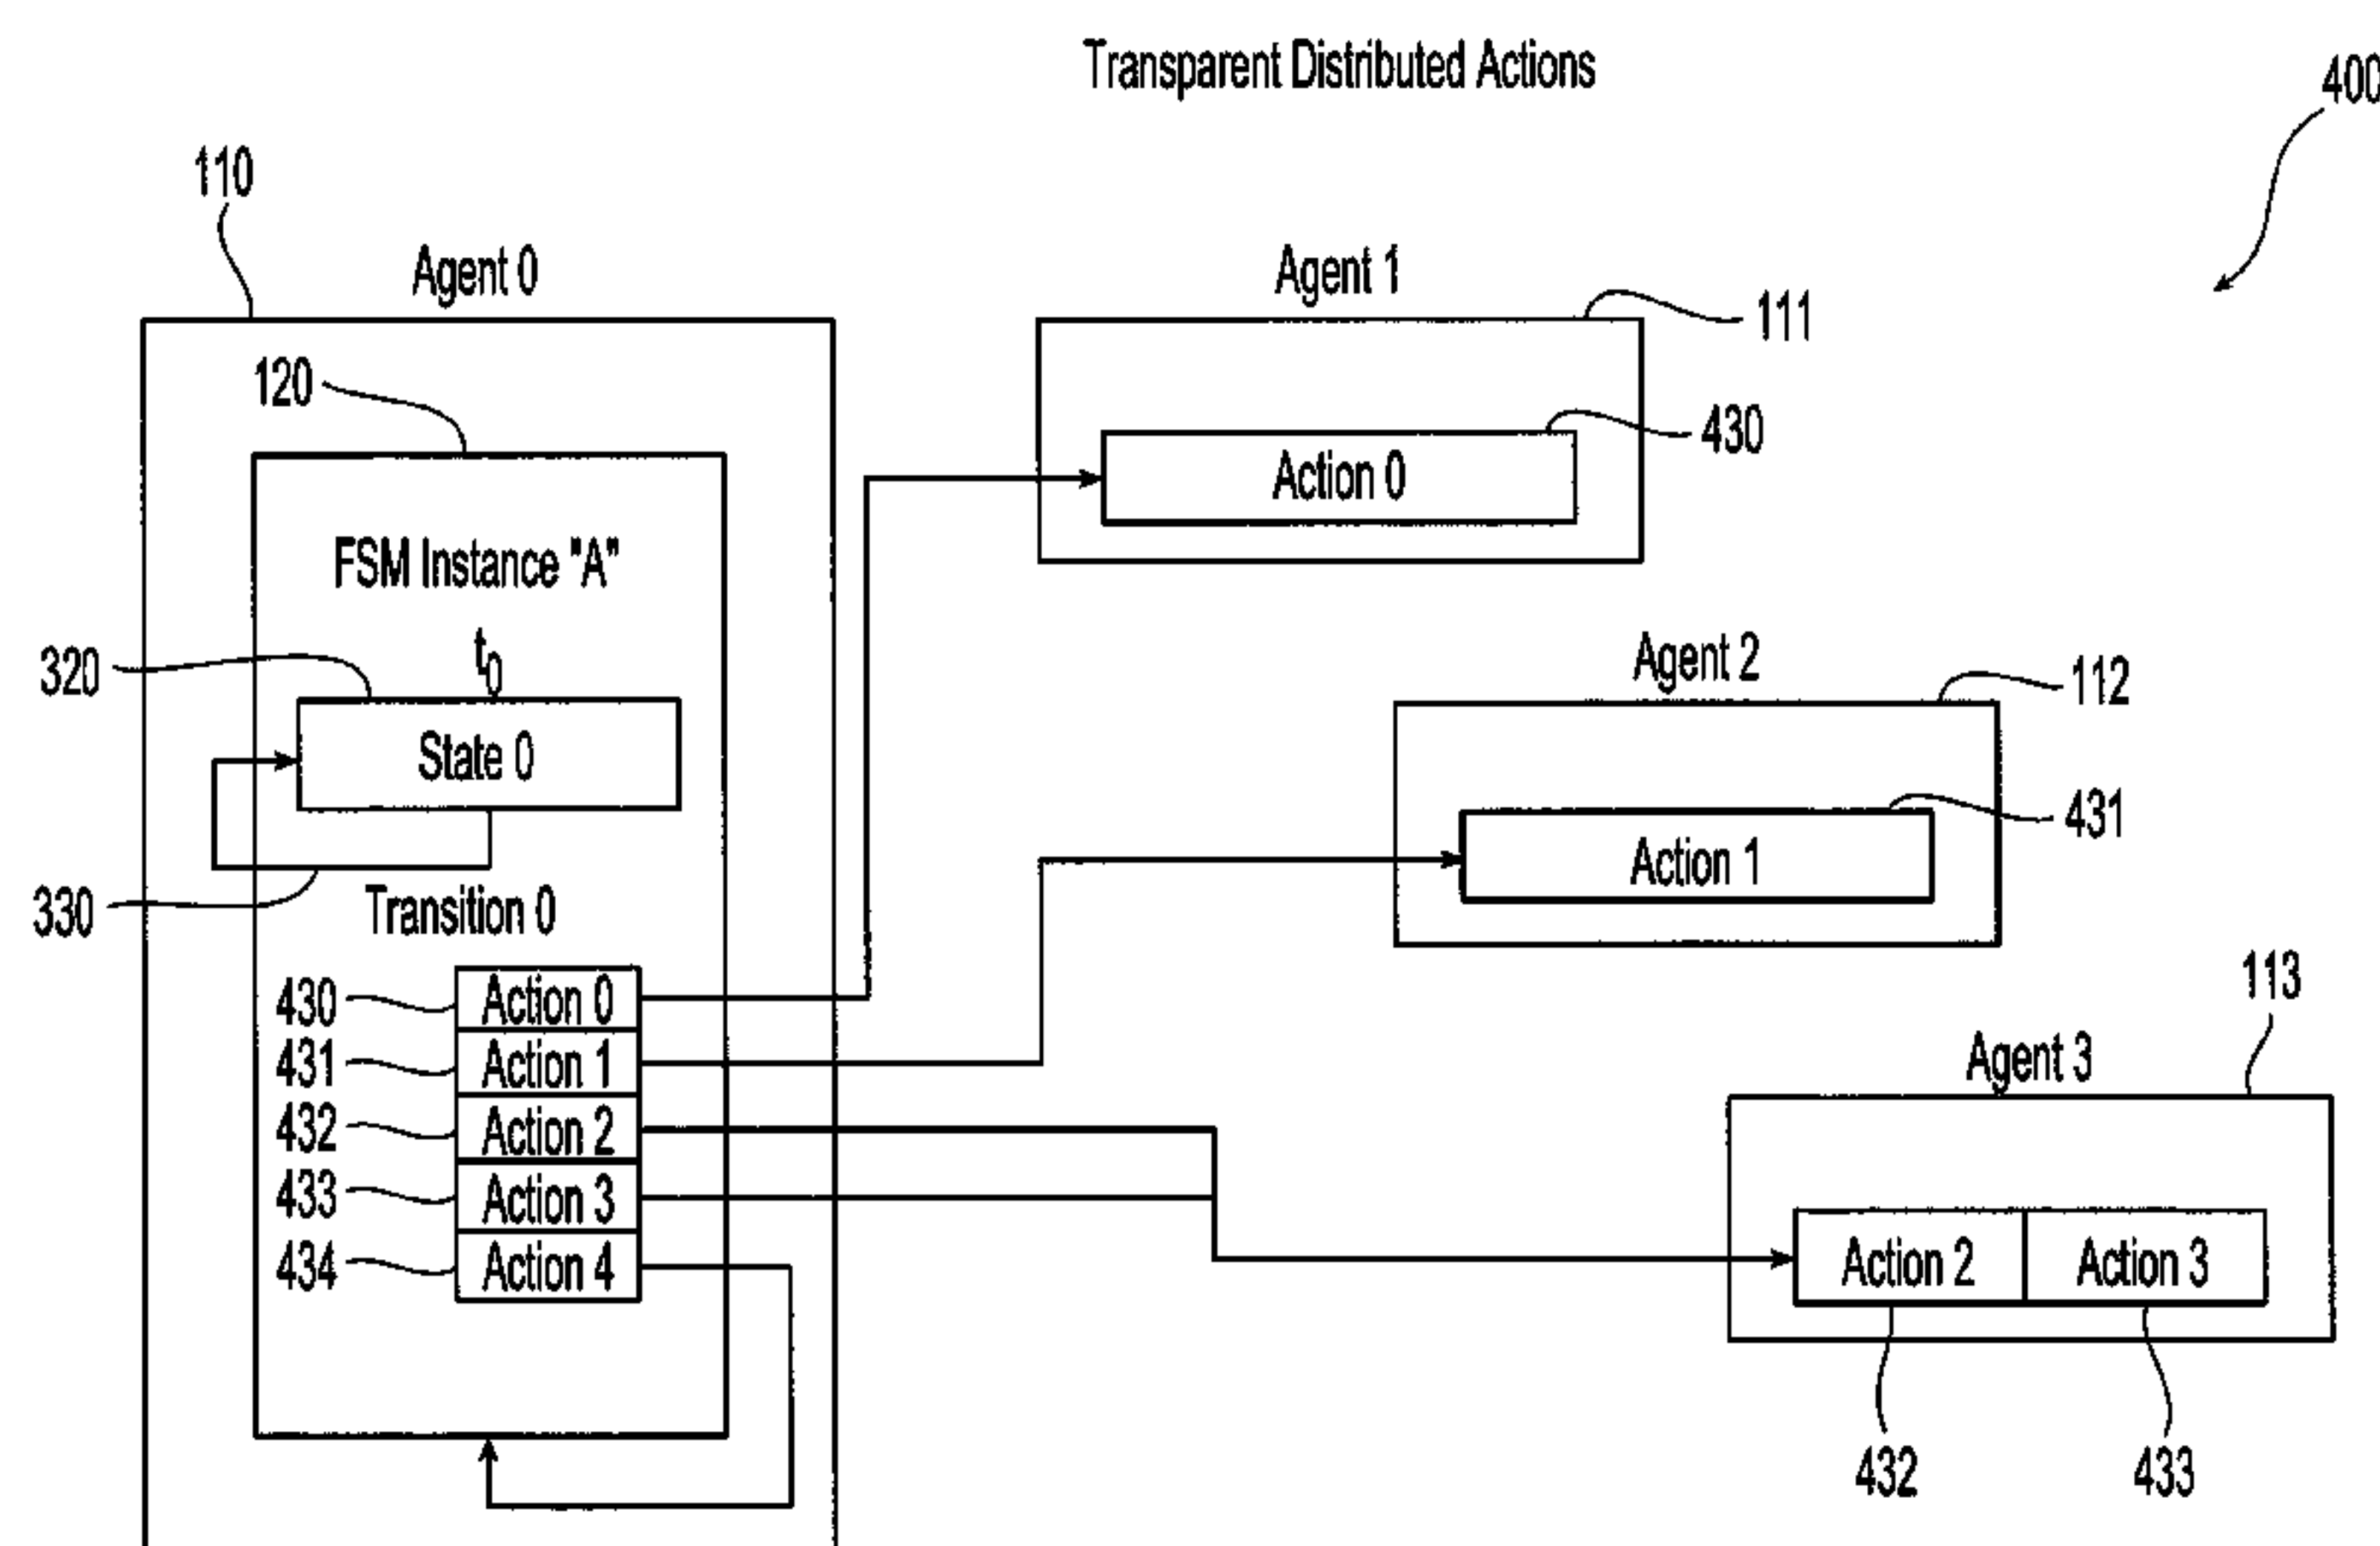 Transparent Distributed Actions
400
110
Agent 0
120
FSM Instance "A"
t0
320
State 0
330
Transition 0
430 Action 0
431 Action 1
432 Action 2
433 Action 3
434 Action 4
Agent 1
111
430
Action 0
Agent 2
112
431
Action 1
113
Agent 3
Action 2 Action 3
432 433